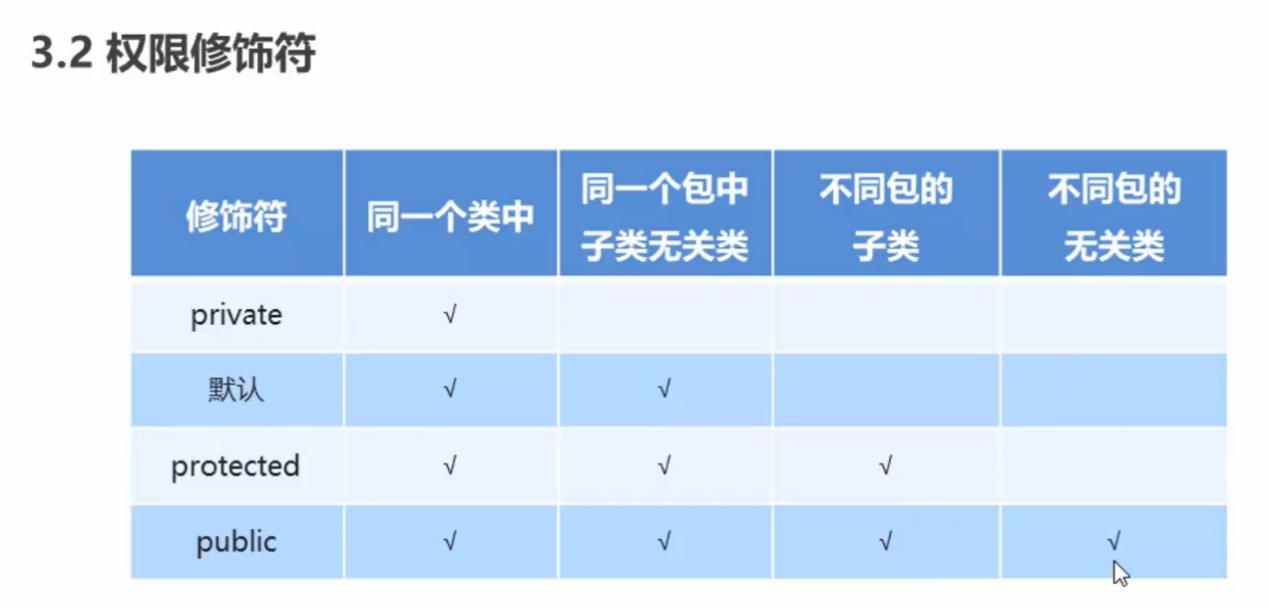 3.2 权限修饰符
修饰符 同一个类中 同一个包中 不同包的 不同包的
子类无关类 子类 无关类
private √
默认 √ √
protected √ √ √
public √ √ √ √